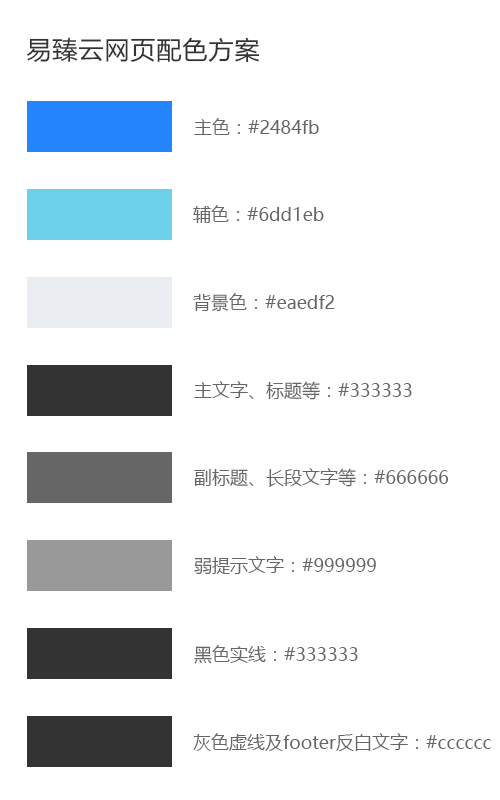 易臻云网页配色方案
主色：#2484fb
辅色：#6dd1eb
背景色：#eaedf2
主文字、标题等：#333333
副标题、长段文字等：#666666
弱提示文字：#999999
黑色实线：#333333
灰色虚线及footer反白文字：#cccccc